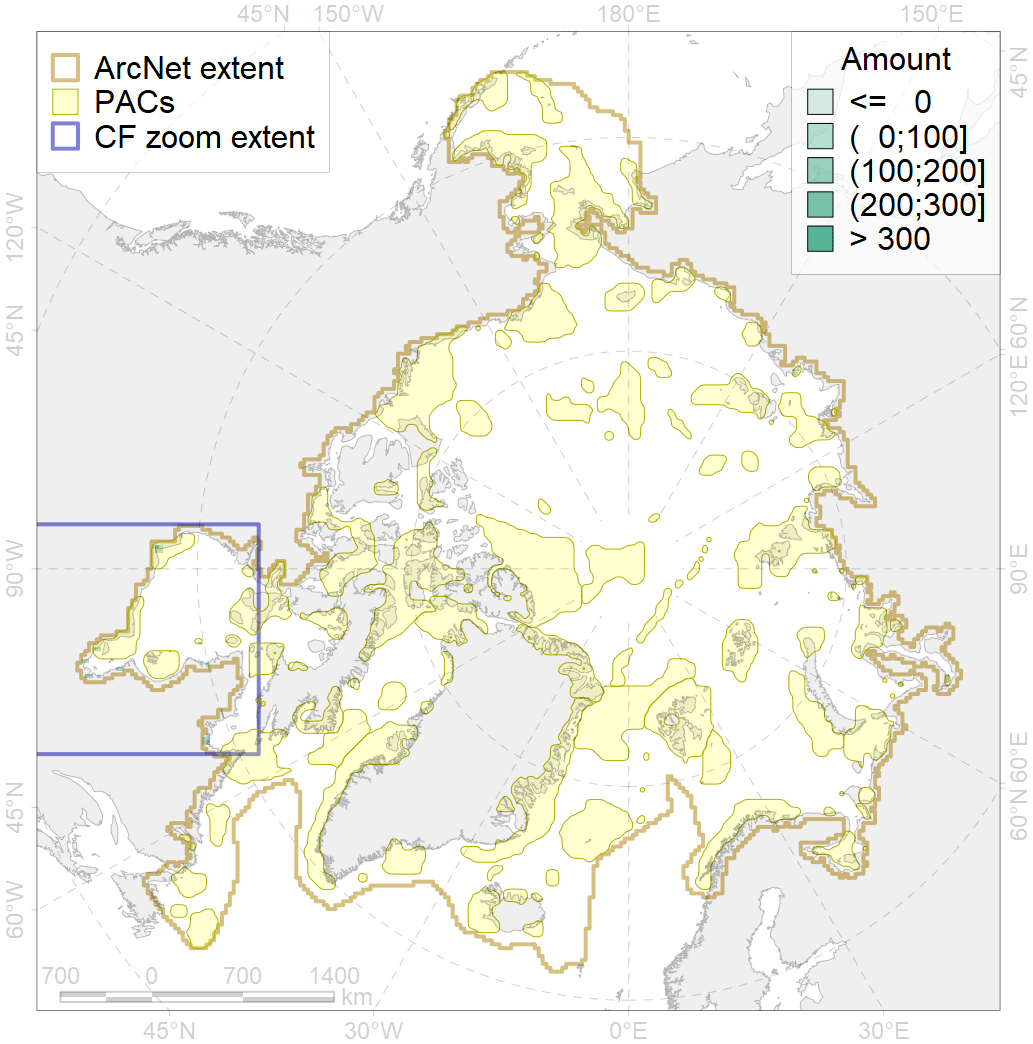 45°N 150°W 180°E 150°E
ArcNet extent
PACs
CF zoom extent
Amount
<= 0
( 0;100]
(100;200]
(200;300]
> 300
45°N
120°W
45°N
60°N
120°E
90°W
90°E
45°N
60°E
60°N
60°W
700 0 700 1400
km
45°N 30°W 0°E 30°E